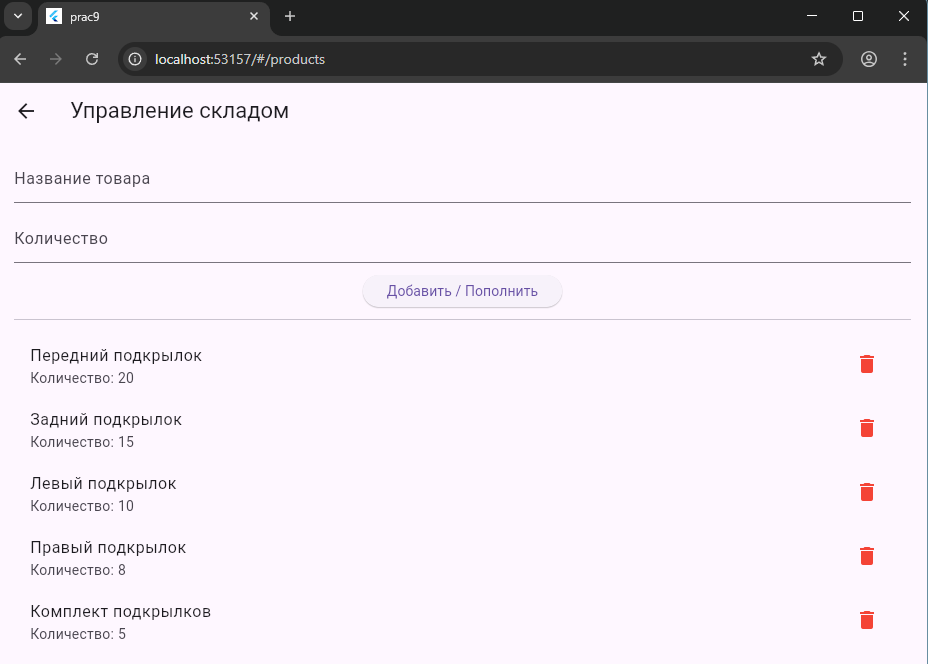 prac9
localhost:53157/#/products
Управление складом
Название товара
Количество
Добавить / Пополнить
Передний подкрылок
Количество: 20
Задний подкрылок
Количество: 15
Левый подкрылок
Количество: 10
Правый подкрылок
Количество: 8
Комплект подкрылков
Количество: 5